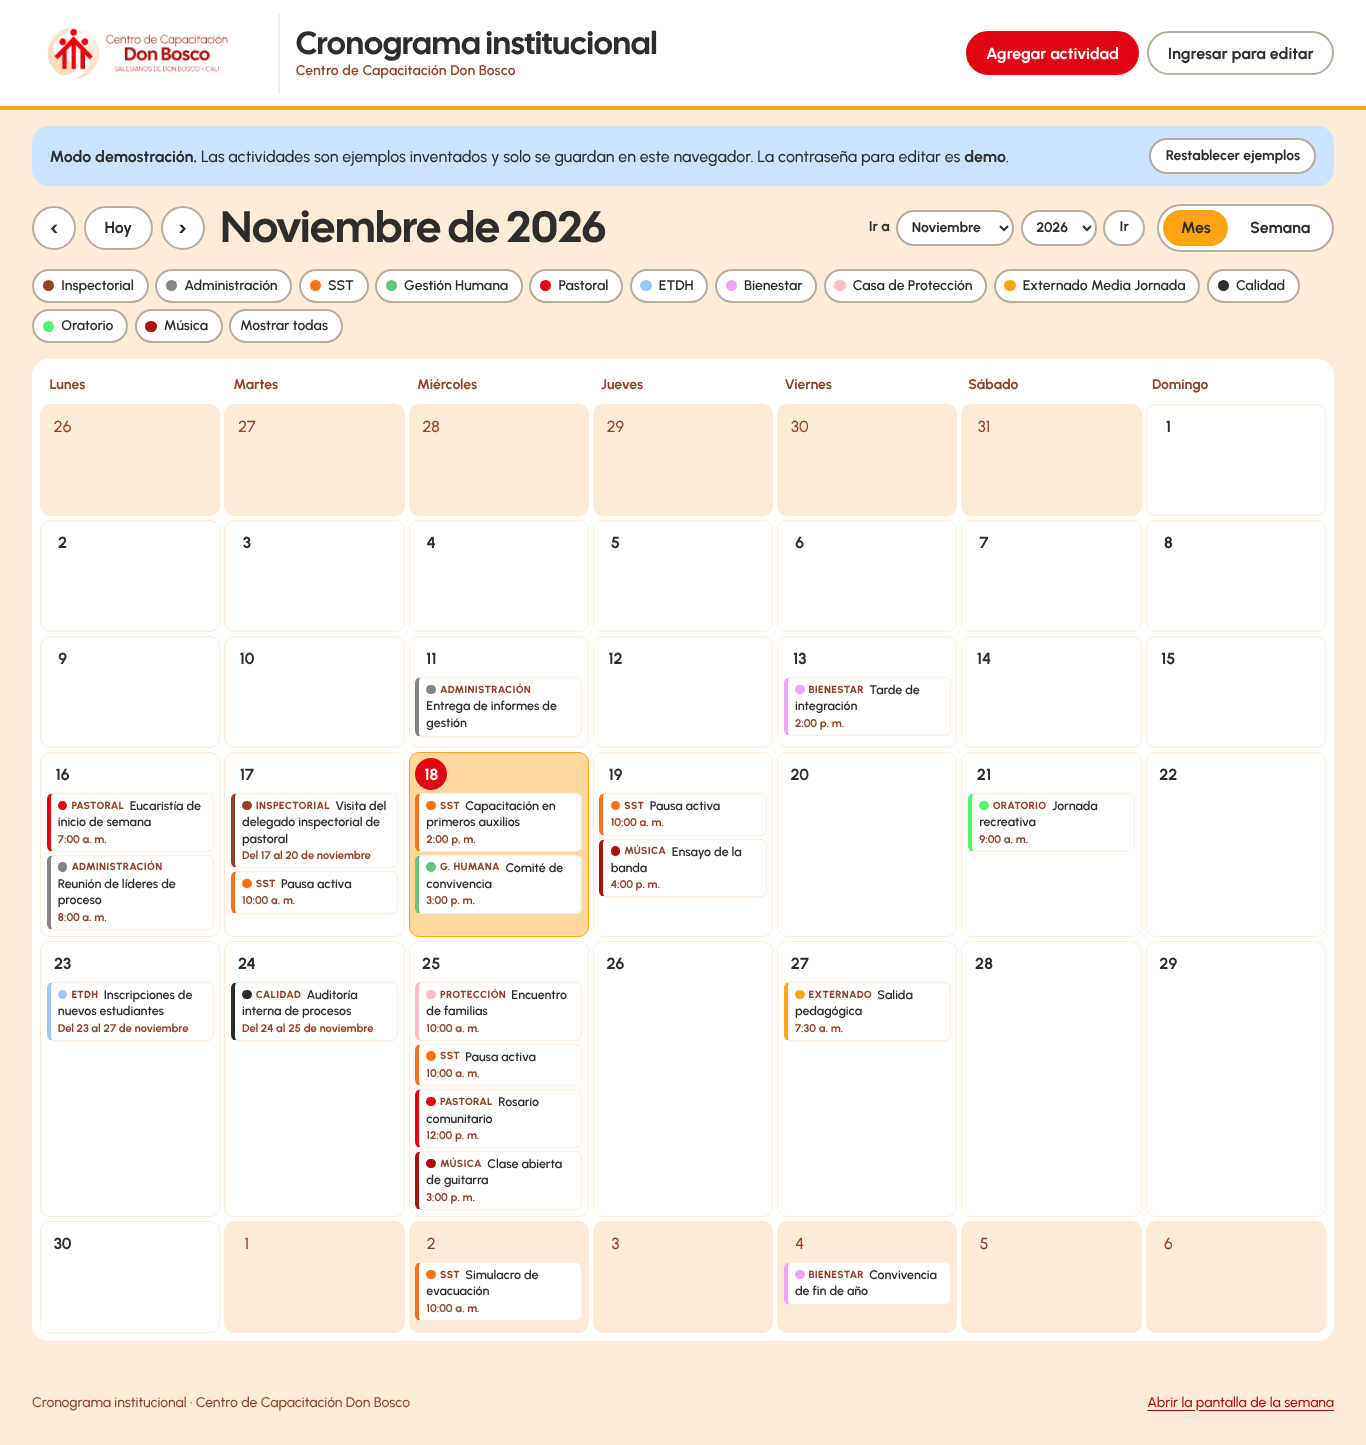 Centro de Capacitación
Don Bosco
SALESIANOS DE DON BOSCO - CALI
Cronograma institucional
Centro de Capacitación Don Bosco
Agregar actividad
Ingresar para editar
Modo demostración. Las actividades son ejemplos inventados y solo se guardan en este navegador. La contraseña para editar es demo.
Restablecer ejemplos
‹ Hoy › Noviembre de 2026
Ir a Noviembre 2026 Ir Mes Semana
Inspectorial Administración SST Gestión Humana Pastoral ETDH Bienestar Casa de Protección Externado Media Jornada Calidad
Oratorio Música Mostrar todas
Lunes Martes Miércoles Jueves Viernes Sábado Domingo
26 27 28 29 30 31 1
2 3 4 5 6 7 8
9 10 11 12 13 14 15
ADMINISTRACIÓN
Entrega de informes de
gestión
BIENESTAR Tarde de
integración
2:00 p. m.
16
PASTORAL Eucaristía de
inicio de semana
7:00 a. m.
ADMINISTRACIÓN
Reunión de líderes de
proceso
8:00 a. m.
17
INSPECTORIAL Visita del
delegado inspectorial de
pastoral
Del 17 al 20 de noviembre
SST Pausa activa
10:00 a. m.
18
SST Capacitación en
primeros auxilios
2:00 p. m.
G. HUMANA Comité de
convivencia
3:00 p. m.
19
SST Pausa activa
10:00 a. m.
MÚSICA Ensayo de la
banda
4:00 p. m.
20
21
ORATORIO Jornada
recreativa
9:00 a. m.
22
23
ETDH Inscripciones de
nuevos estudiantes
Del 23 al 27 de noviembre
24
CALIDAD Auditoría
interna de procesos
Del 24 al 25 de noviembre
25
PROTECCIÓN Encuentro
de familias
10:00 a. m.
SST Pausa activa
10:00 a. m.
PASTORAL Rosario
comunitario
12:00 p. m.
MÚSICA Clase abierta
de guitarra
3:00 p. m.
26
27
EXTERNADO Salida
pedagógica
7:30 a. m.
28
29
30
1
2
SST Simulacro de
evacuación
10:00 a. m.
3
4
BIENESTAR Convivencia
de fin de año
5
6
Cronograma institucional · Centro de Capacitación Don Bosco
Abrir la pantalla de la semana